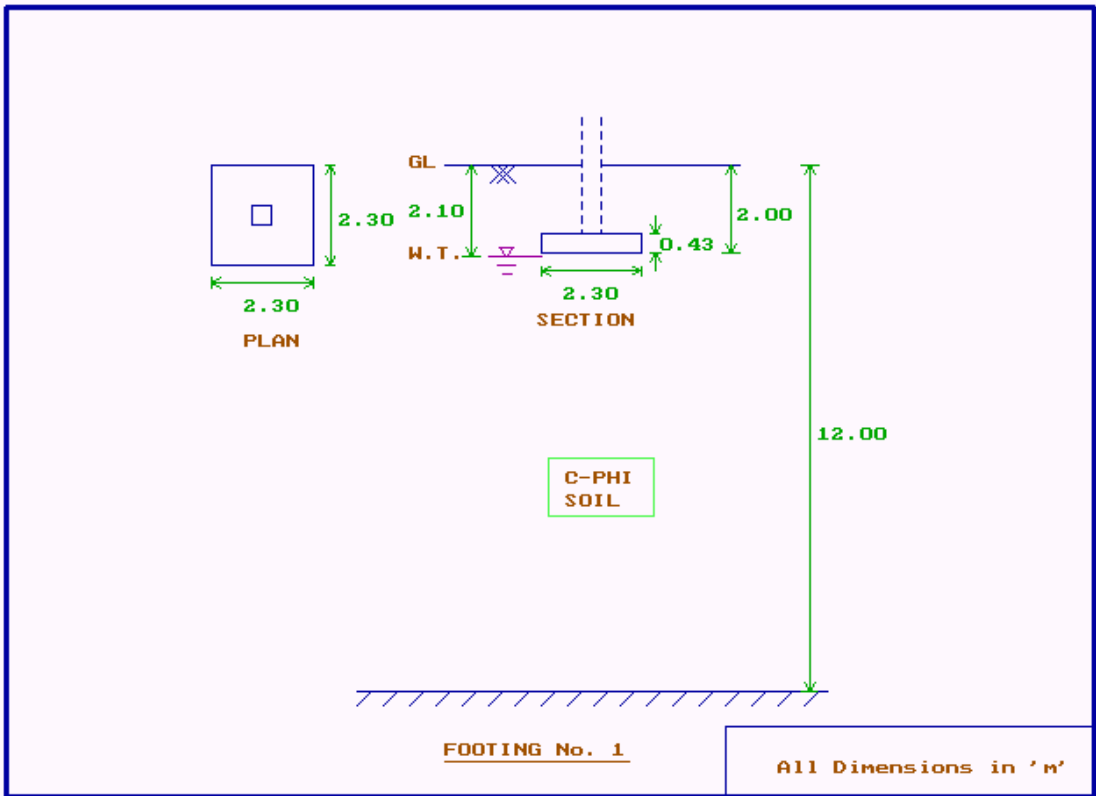 GL
2.30
2.10
2.00
0.43
W.T.
2.30
2.30
SECTION
PLAN
12.00
C-PHI
SOIL
FOOTING No. 1
All Dimensions in 'm'